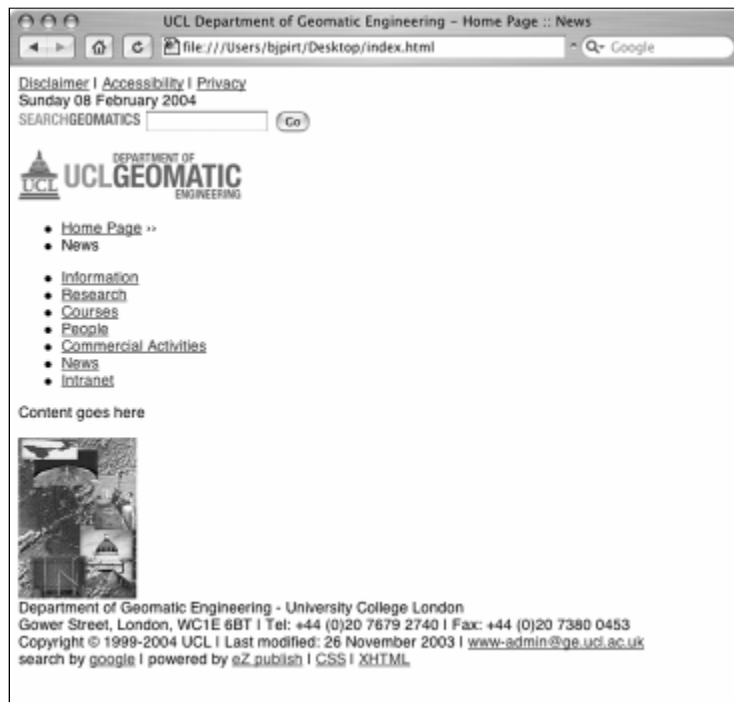 UCL Department of Geomatic Engineering – Home Page :: News
file:///Users/bjpirt/Desktop/index.html
Google
Disclaimer | Accessibility | Privacy
Sunday 08 February 2004
SEARCHGEOMATICS
Go
DEPARTMENT OF
UCL UCLGEOMATIC
ENGINEERING
• Home Page ››
• News
• Information
• Research
• Courses
• People
• Commercial Activities
• News
• Intranet
Content goes here
Department of Geomatic Engineering - University College London
Gower Street, London, WC1E 6BT | Tel: +44 (0)20 7679 2740 | Fax: +44 (0)20 7380 0453
Copyright © 1999-2004 UCL | Last modified: 26 November 2003 | www-admin@ge.ucl.ac.uk
search by google | powered by eZ publish | CSS | XHTML